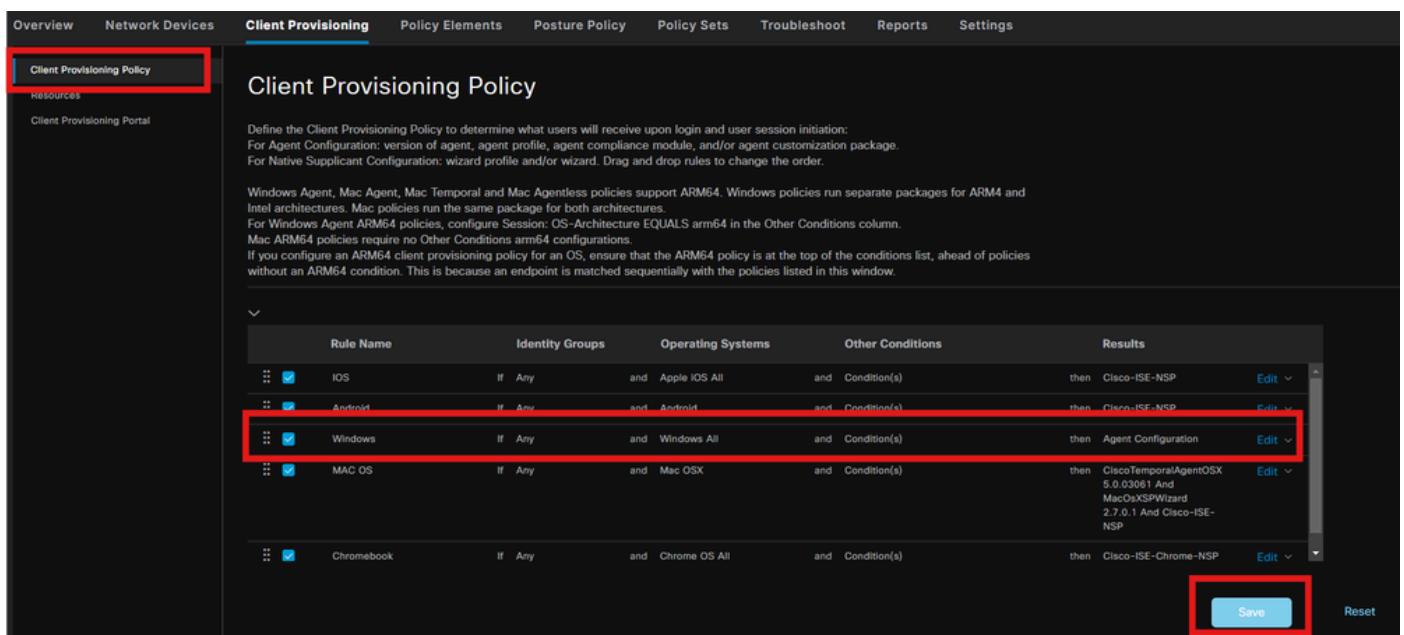 Overview Network Devices Client Provisioning Policy Elements Posture Policy Policy Sets Troubleshoot Reports Settings
Client Provisioning Policy
Resources
Client Provisioning Portal
Client Provisioning Policy
Define the Client Provisioning Policy to determine what users will receive upon login and user session initiation:
For Agent Configuration: version of agent, agent profile, agent compliance module, and/or agent customization package.
For Native Supplicant Configuration: wizard profile and/or wizard. Drag and drop rules to change the order.
Windows Agent, Mac Agent, Mac Temporal and Mac Agentless policies support ARM64. Windows policies run separate packages for ARM4 and
Intel architectures. Mac policies run the same package for both architectures.
For Windows Agent ARM64 policies, configure Session: OS-Architecture EQUALS arm64 in the Other Conditions column.
Mac ARM64 policies require no Other Conditions arm64 configurations.
If you configure an ARM64 client provisioning policy for an OS, ensure that the ARM64 policy is at the top of the conditions list, ahead of policies
without an ARM64 condition. This is because an endpoint is matched sequentially with the policies listed in this window.
Rule Name Identity Groups Operating Systems Other Conditions Results
IOS If Any and Apple iOS All and Condition(s) then Cisco-ISE-NSP Edit
Android If Any and Android and Condition(s) then Cisco-ISE-NSP Edit
Windows If Any and Windows All and Condition(s) then Agent Configuration Edit
MAC OS If Any and Mac OSX and Condition(s) then CiscoTemporalAgentOSX Edit
5.0.03061 And
MacOsXSPWizard
2.7.0.1 And Cisco-ISE-
NSP
Chromebook If Any and Chrome OS All and Condition(s) then Cisco-ISE-Chrome-NSP Edit
Save Reset